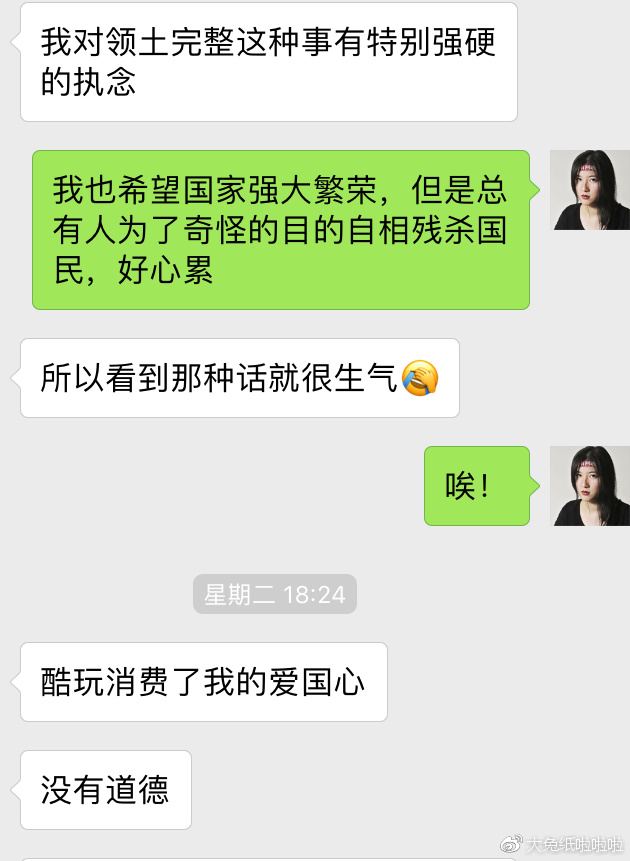 我对领土完整这种事有特别强硬
的执念
我也希望国家强大繁荣，但是总
有人为了奇怪的目的自相残杀国
民，好心累
所以看到那种话就很生气🤦
唉！
星期二 18:24
酷玩消费了我的爱国心
没有道德
大兔纸啦啦啦